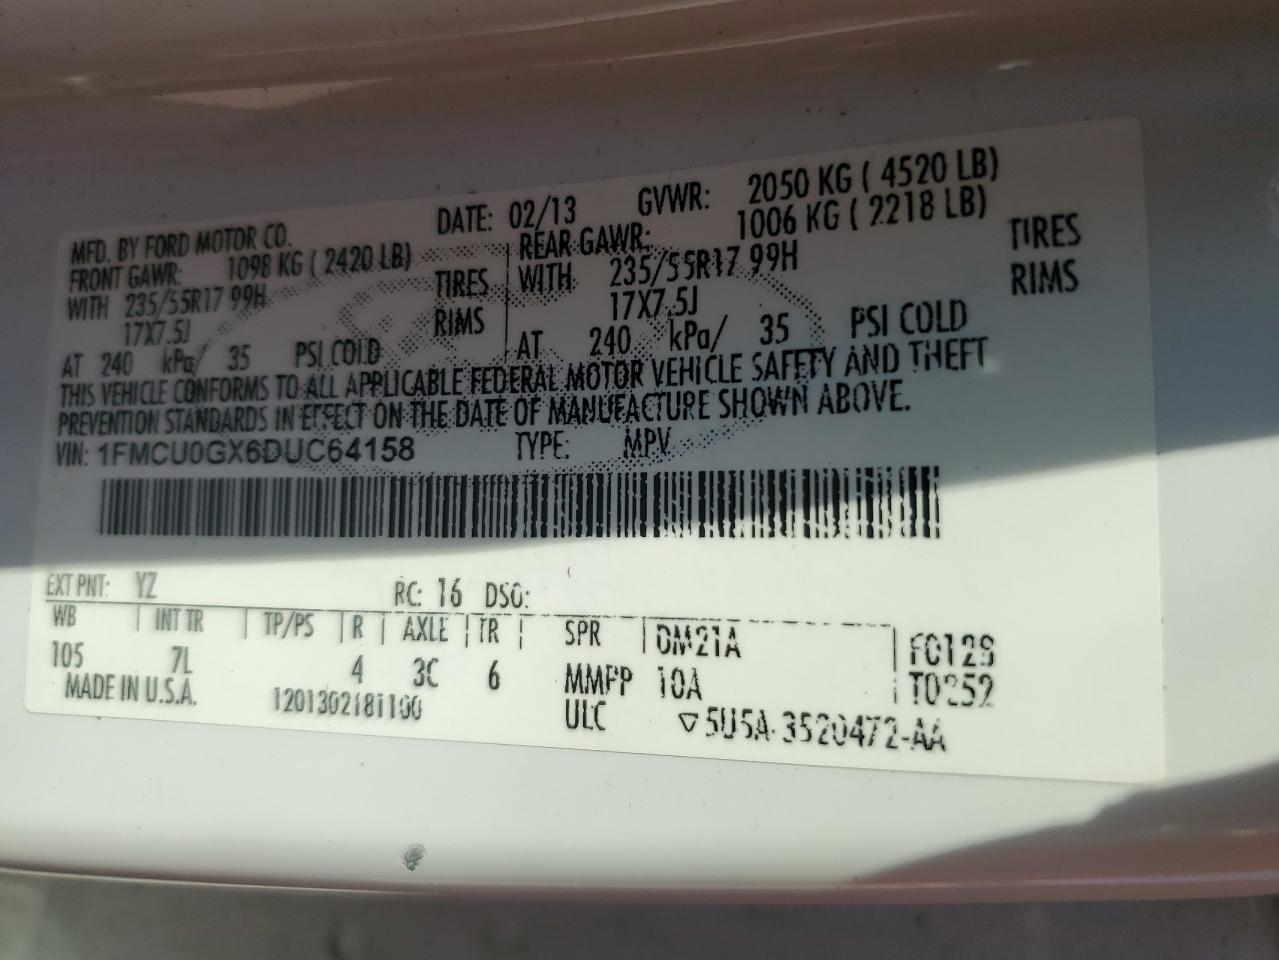 MFD. BY FORD MOTOR CO. DATE: 02/13 GVWR: 2050 KG ( 4520 LB)
FRONT GAWR: 1098 KG ( 2420 LB) REAR GAWR: 1006 KG ( 2218 LB)
WITH 235/55R17 99H TIRES WITH 235/55R17 99H TIRES
17X7.5J RIMS 17X7.5J RIMS
AT 240 kPa/ 35 PSI COLD AT 240 kPa/ 35 PSI COLD
THIS VEHICLE CONFORMS TO ALL APPLICABLE FEDERAL MOTOR VEHICLE SAFETY AND THEFT
PREVENTION STANDARDS IN EFFECT ON THE DATE OF MANUFACTURE SHOWN ABOVE.
VIN: 1FMCU0GX6DUC64158 TYPE: MPV
EXT PNT: YZ RC: 16 DSO:
WB INT TR TP/PS R AXLE TR SPR DM21A F0128
105 7L 4 3C 6 MMPP 10A T0252
MADE IN U.S.A. ULC ▽5U5A-3520472-AA